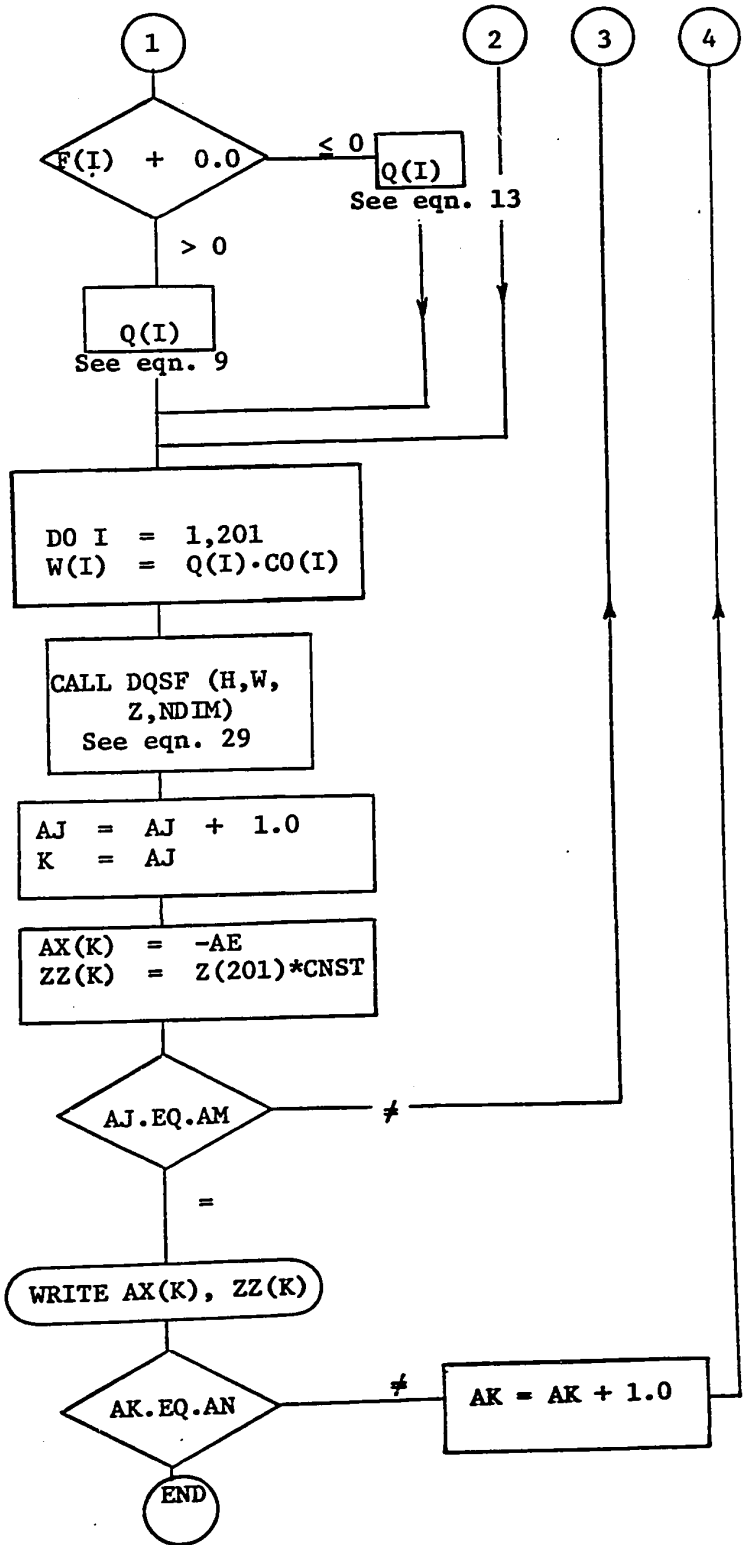 1 2 3 4
F(I) + 0.0
≤ 0
Q(I)
See eqn. 13
> 0
Q(I)
See eqn. 9
DO I = 1,201
W(I) = Q(I)·CO(I)
CALL DQSF (H,W,
Z,NDIM)
See eqn. 29
AJ = AJ + 1.0
K = AJ
AX(K) = -AE
ZZ(K) = Z(201)*CNST
AJ.EQ.AM
≠
=
WRITE AX(K), ZZ(K)
AK.EQ.AN
≠
AK = AK + 1.0
END